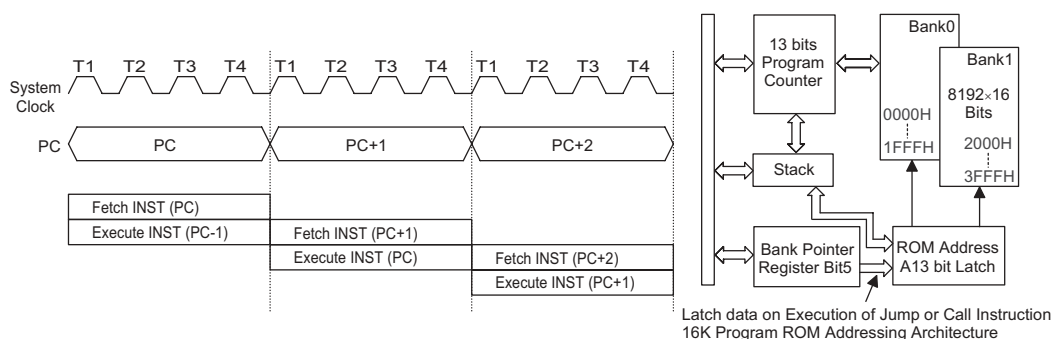 T1 T2 T3 T4 T1 T2 T3 T4 T1 T2 T3 T4
System
Clock
PC
PC PC+1 PC+2
Fetch INST (PC)
Execute INST (PC-1)
Fetch INST (PC+1)
Execute INST (PC)
Fetch INST (PC+2)
Execute INST (PC+1)
13 bits
Program
Counter
Stack
Bank Pointer
Register Bit5
Bank0
0000H
1FFFH
Bank1
8192×16
Bits
2000H
3FFFH
ROM Address
A13 bit Latch
Latch data on Execution of Jump or Call Instruction
16K Program ROM Addressing Architecture